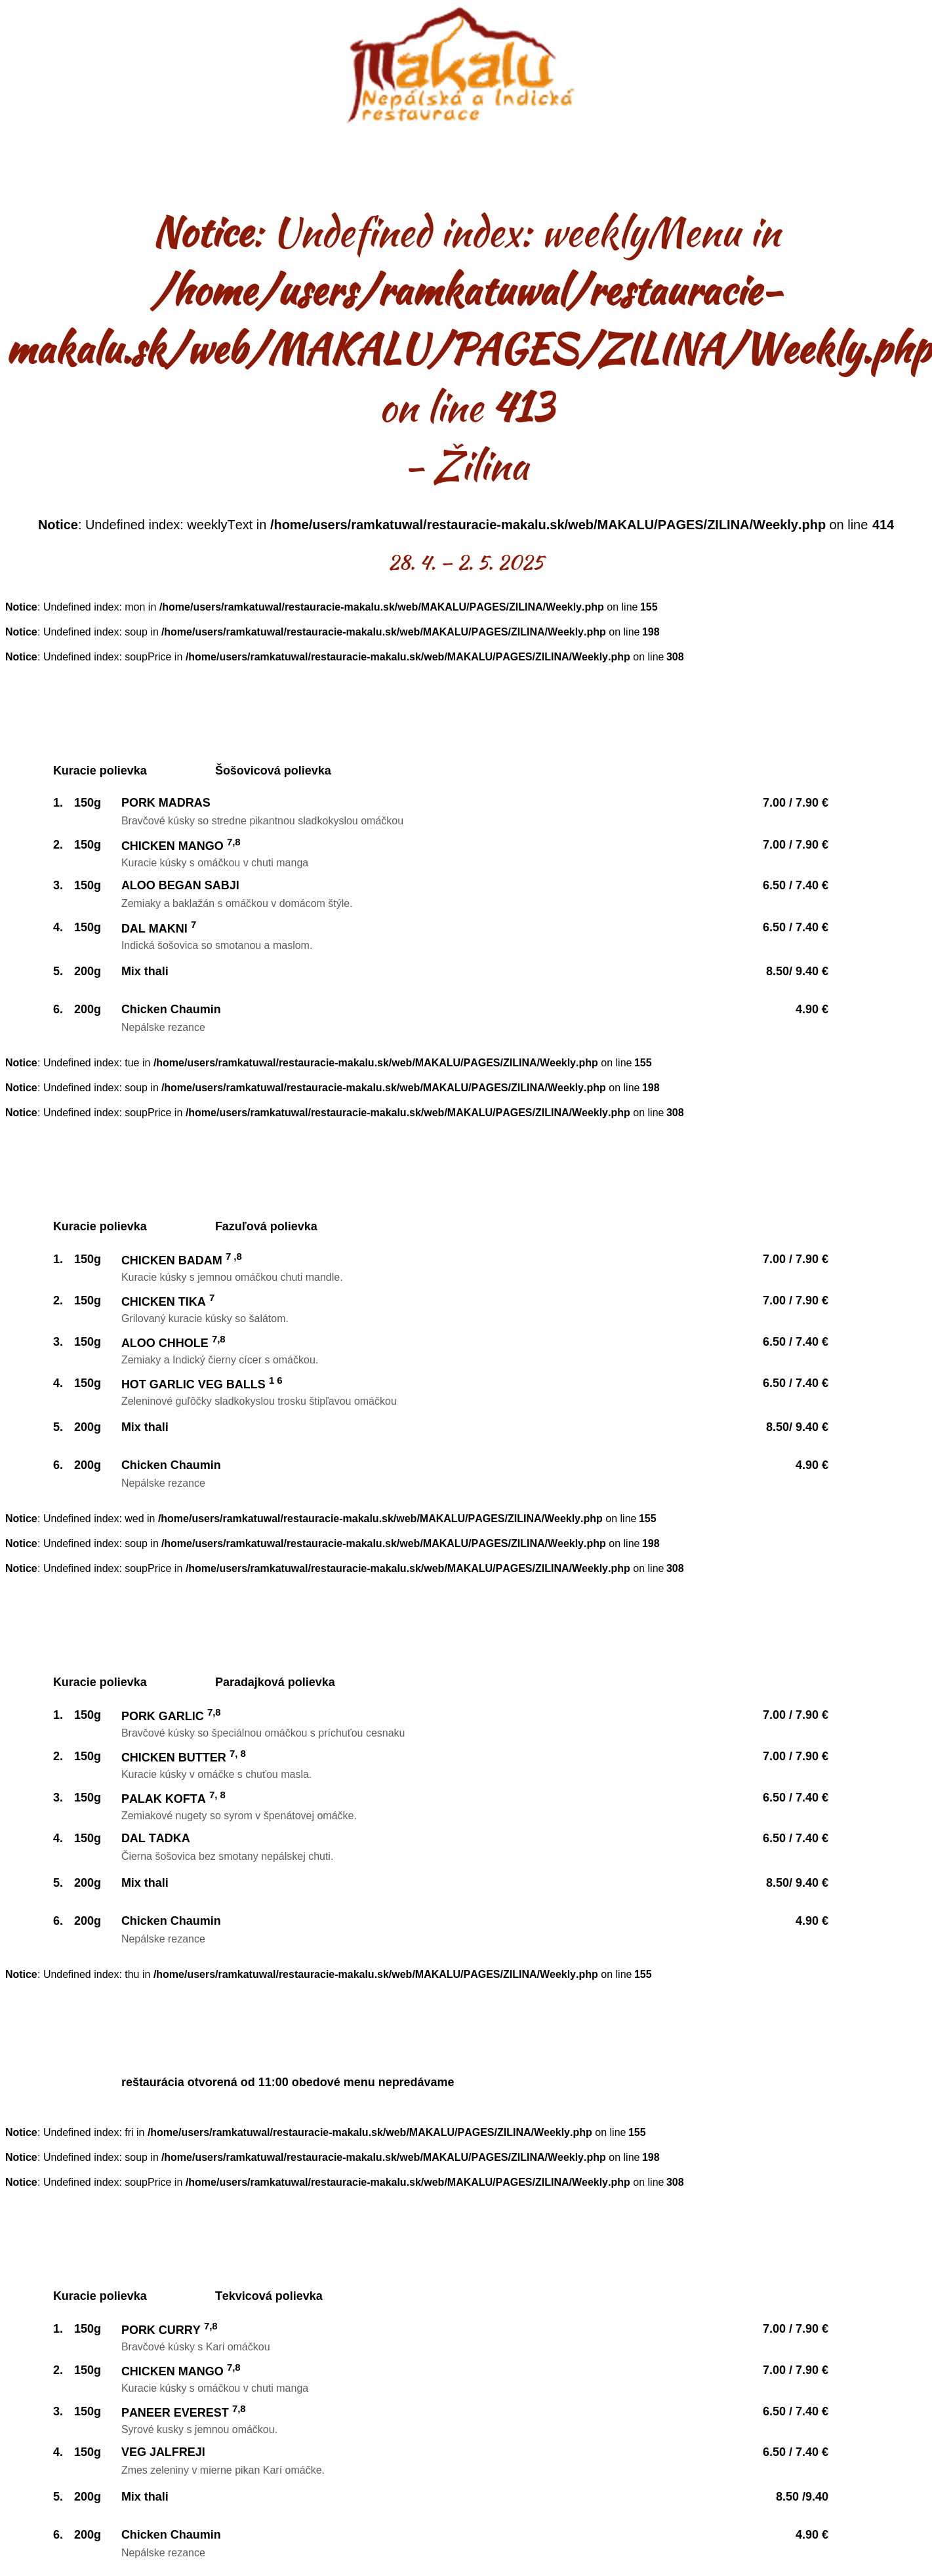 Makalu
Nepálská a Indická
restaurace
Notice: Undefined index: weeklyMenu in
/home/users/ramkatuwal/restauracie-
makalu.sk/web/MAKALU/PAGES/ZILINA/Weekly.php
on line 413
- Žilina
Notice: Undefined index: weeklyText in /home/users/ramkatuwal/restauracie-makalu.sk/web/MAKALU/PAGES/ZILINA/Weekly.php on line 414
28. 4. – 2. 5. 2025
Notice: Undefined index: mon in /home/users/ramkatuwal/restauracie-makalu.sk/web/MAKALU/PAGES/ZILINA/Weekly.php on line 155
Notice: Undefined index: soup in /home/users/ramkatuwal/restauracie-makalu.sk/web/MAKALU/PAGES/ZILINA/Weekly.php on line 198
Notice: Undefined index: soupPrice in /home/users/ramkatuwal/restauracie-makalu.sk/web/MAKALU/PAGES/ZILINA/Weekly.php on line 308
Kuracie polievka Šošovicová polievka
1. 150g PORK MADRAS 7.00 / 7.90 €
Bravčové kúsky so stredne pikantnou sladkokyslou omáčkou
2. 150g CHICKEN MANGO 7,8 7.00 / 7.90 €
Kuracie kúsky s omáčkou v chuti manga
3. 150g ALOO BEGAN SABJI 6.50 / 7.40 €
Zemiaky a baklažán s omáčkou v domácom štýle.
4. 150g DAL MAKNI 7 6.50 / 7.40 €
Indická šošovica so smotanou a maslom.
5. 200g Mix thali 8.50/ 9.40 €
6. 200g Chicken Chaumin 4.90 €
Nepálske rezance
Notice: Undefined index: tue in /home/users/ramkatuwal/restauracie-makalu.sk/web/MAKALU/PAGES/ZILINA/Weekly.php on line 155
Notice: Undefined index: soup in /home/users/ramkatuwal/restauracie-makalu.sk/web/MAKALU/PAGES/ZILINA/Weekly.php on line 198
Notice: Undefined index: soupPrice in /home/users/ramkatuwal/restauracie-makalu.sk/web/MAKALU/PAGES/ZILINA/Weekly.php on line 308
Kuracie polievka Fazuľová polievka
1. 150g CHICKEN BADAM 7 ,8 7.00 / 7.90 €
Kuracie kúsky s jemnou omáčkou chuti mandle.
2. 150g CHICKEN TIKA 7 7.00 / 7.90 €
Grilovaný kuracie kúsky so šalátom.
3. 150g ALOO CHHOLE 7,8 6.50 / 7.40 €
Zemiaky a Indický čierny cícer s omáčkou.
4. 150g HOT GARLIC VEG BALLS 1 6 6.50 / 7.40 €
Zeleninové guľôčky sladkokyslou trosku štipľavou omáčkou
5. 200g Mix thali 8.50/ 9.40 €
6. 200g Chicken Chaumin 4.90 €
Nepálske rezance
Notice: Undefined index: wed in /home/users/ramkatuwal/restauracie-makalu.sk/web/MAKALU/PAGES/ZILINA/Weekly.php on line 155
Notice: Undefined index: soup in /home/users/ramkatuwal/restauracie-makalu.sk/web/MAKALU/PAGES/ZILINA/Weekly.php on line 198
Notice: Undefined index: soupPrice in /home/users/ramkatuwal/restauracie-makalu.sk/web/MAKALU/PAGES/ZILINA/Weekly.php on line 308
Kuracie polievka Paradajková polievka
1. 150g PORK GARLIC 7,8 7.00 / 7.90 €
Bravčové kúsky so špeciálnou omáčkou s príchuťou cesnaku
2. 150g CHICKEN BUTTER 7, 8 7.00 / 7.90 €
Kuracie kúsky v omáčke s chuťou masla.
3. 150g PALAK KOFTA 7, 8 6.50 / 7.40 €
Zemiakové nugety so syrom v špenátovej omáčke.
4. 150g DAL TADKA 6.50 / 7.40 €
Čierna šošovica bez smotany nepálskej chuti.
5. 200g Mix thali 8.50/ 9.40 €
6. 200g Chicken Chaumin 4.90 €
Nepálske rezance
Notice: Undefined index: thu in /home/users/ramkatuwal/restauracie-makalu.sk/web/MAKALU/PAGES/ZILINA/Weekly.php on line 155
reštaurácia otvorená od 11:00 obedové menu nepredávame
Notice: Undefined index: fri in /home/users/ramkatuwal/restauracie-makalu.sk/web/MAKALU/PAGES/ZILINA/Weekly.php on line 155
Notice: Undefined index: soup in /home/users/ramkatuwal/restauracie-makalu.sk/web/MAKALU/PAGES/ZILINA/Weekly.php on line 198
Notice: Undefined index: soupPrice in /home/users/ramkatuwal/restauracie-makalu.sk/web/MAKALU/PAGES/ZILINA/Weekly.php on line 308
Kuracie polievka Tekvicová polievka
1. 150g PORK CURRY 7,8 7.00 / 7.90 €
Bravčové kúsky s Kari omáčkou
2. 150g CHICKEN MANGO 7,8 7.00 / 7.90 €
Kuracie kúsky s omáčkou v chuti manga
3. 150g PANEER EVEREST 7,8 6.50 / 7.40 €
Syrové kusky s jemnou omáčkou.
4. 150g VEG JALFREJI 6.50 / 7.40 €
Zmes zeleniny v mierne pikan Karí omáčke.
5. 200g Mix thali 8.50 /9.40
6. 200g Chicken Chaumin 4.90 €
Nepálske rezance